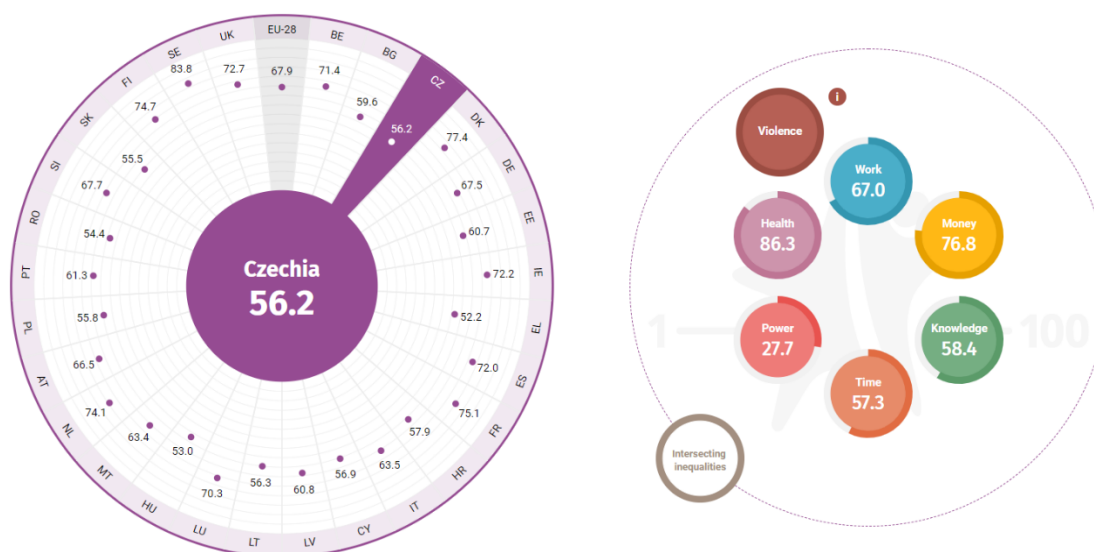 EU-28
67.9
BE
71.4
BG
59.6
CZ
56.2
DK
77.4
DE
67.5
EE
60.7
IE
72.2
EL
52.2
ES
72.0
FR
75.1
HR
57.9
IT
63.5
CY
56.9
LV
60.8
LT
56.3
LU
70.3
HU
53.0
MT
63.4
NL
74.1
AT
66.5
PL
55.8
PT
61.3
RO
54.4
SI
67.7
SK
55.5
FI
74.7
SE
83.8
UK
72.7
Czechia
56.2
Violence
i
Work
67.0
Health
86.3
Money
76.8
1
100
Power
27.7
Knowledge
58.4
Time
57.3
Intersecting
inequalities